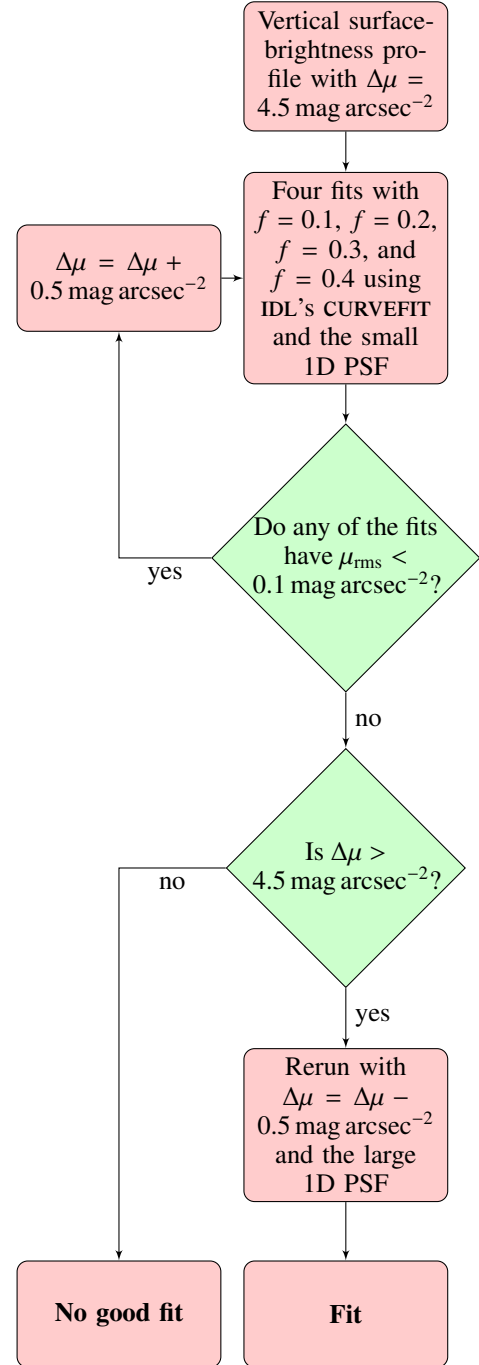 Vertical surface-
brightness pro-
file with Δμ =
4.5 mag arcsec⁻²
Four fits with
f = 0.1, f = 0.2,
f = 0.3, and
f = 0.4 using
IDL's CURVEFIT
and the small
1D PSF
Δμ = Δμ +
0.5 mag arcsec⁻²
Do any of the fits
have μrms <
0.1 mag arcsec⁻²?
yes
no
Is Δμ >
4.5 mag arcsec⁻²?
no
yes
Rerun with
Δμ = Δμ −
0.5 mag arcsec⁻²
and the large
1D PSF
No good fit
Fit